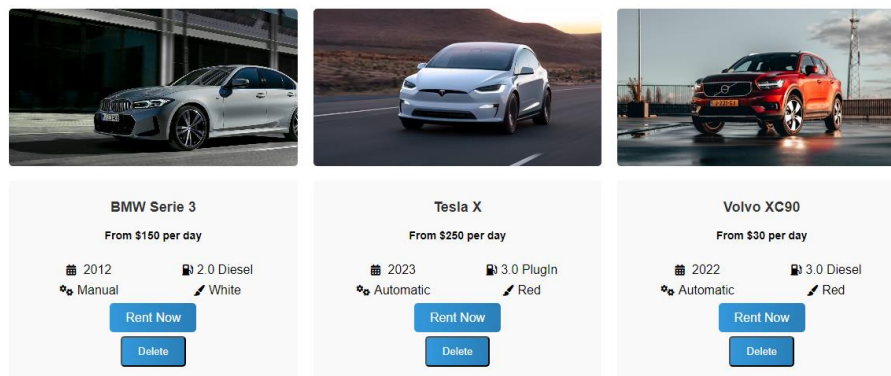 BMW Serie 3
From $150 per day
2012 2.0 Diesel
Manual White
Rent Now
Delete
Tesla X
From $250 per day
2023 3.0 PlugIn
Automatic Red
Rent Now
Delete
Volvo XC90
From $30 per day
2022 3.0 Diesel
Automatic Red
Rent Now
Delete